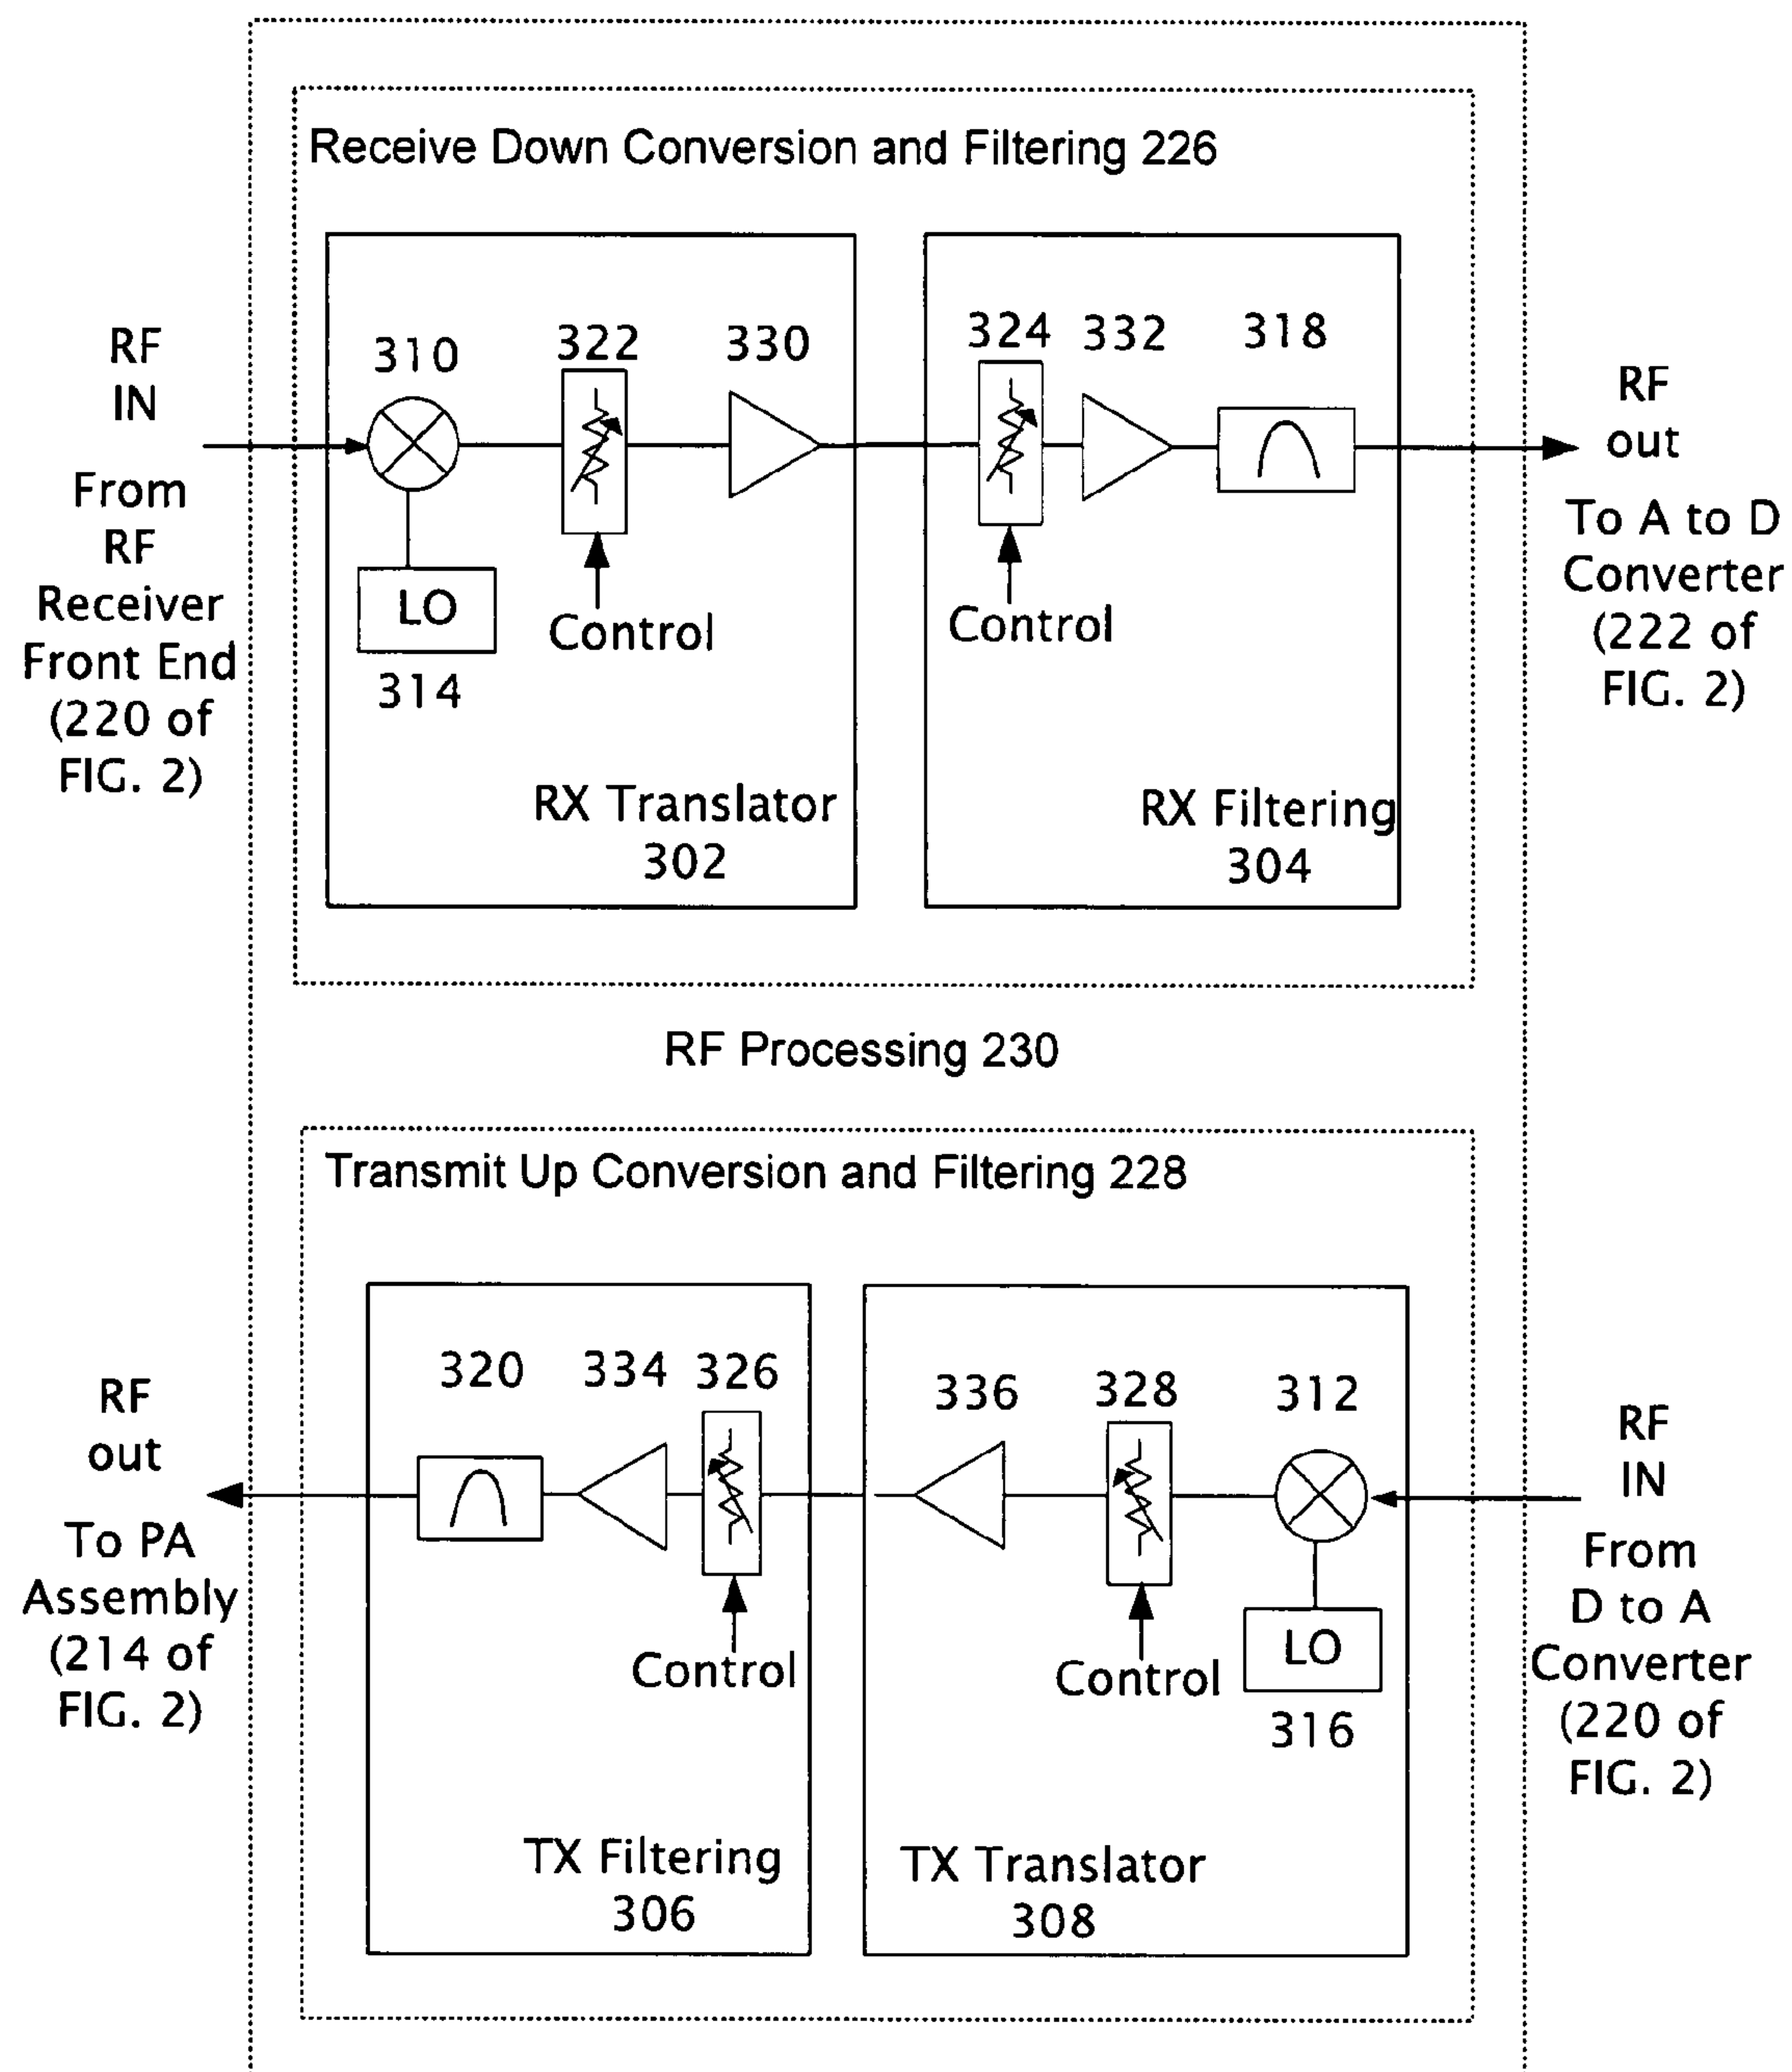 Receive Down Conversion and Filtering 226
RF
IN
From
RF
Receiver
Front End
(220 of
FIG. 2)
310
322
330
LO
314
Control
RX Translator
302
324
332
318
Control
RX Filtering
304
RF
out
To A to D
Converter
(222 of
FIG. 2)
RF Processing 230
Transmit Up Conversion and Filtering 228
RF
out
To PA
Assembly
(214 of
FIG. 2)
320
334
326
Control
TX Filtering
306
336
328
312
Control
LO
316
TX Translator
308
RF
IN
From
D to A
Converter
(220 of
FIG. 2)